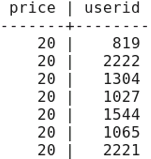 price | userid
-------+--------
20 | 819
20 | 2222
20 | 1304
20 | 1027
20 | 1544
20 | 1065
20 | 2221